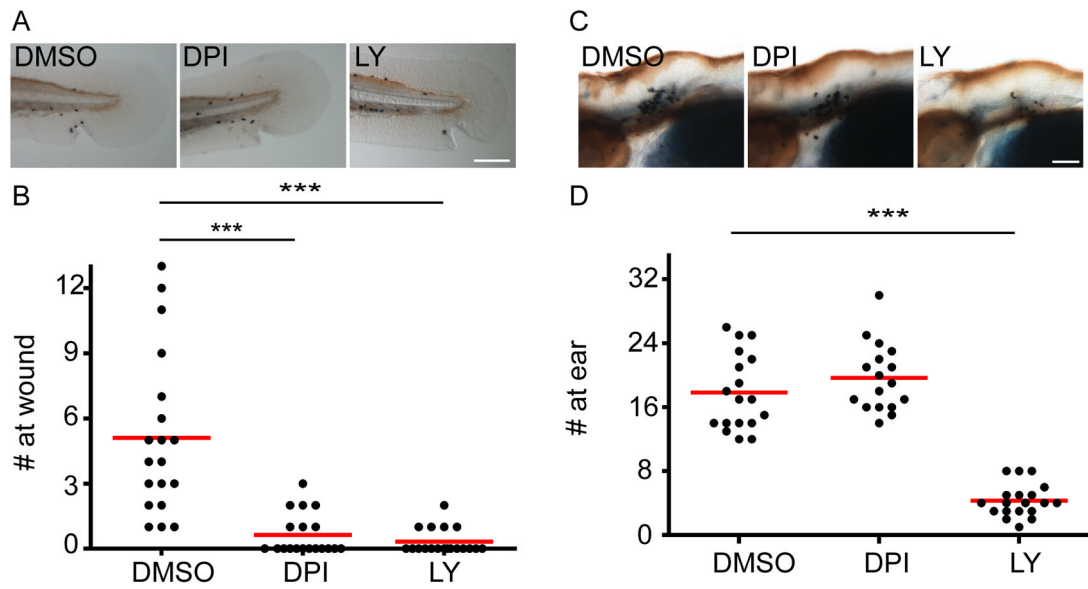 A
DMSO DPI LY
B
***
***
# at wound
12
9
6
3
0
DMSO DPI LY
C
DMSO DPI LY
D
***
# at ear
32
24
16
8
0
DMSO DPI LY